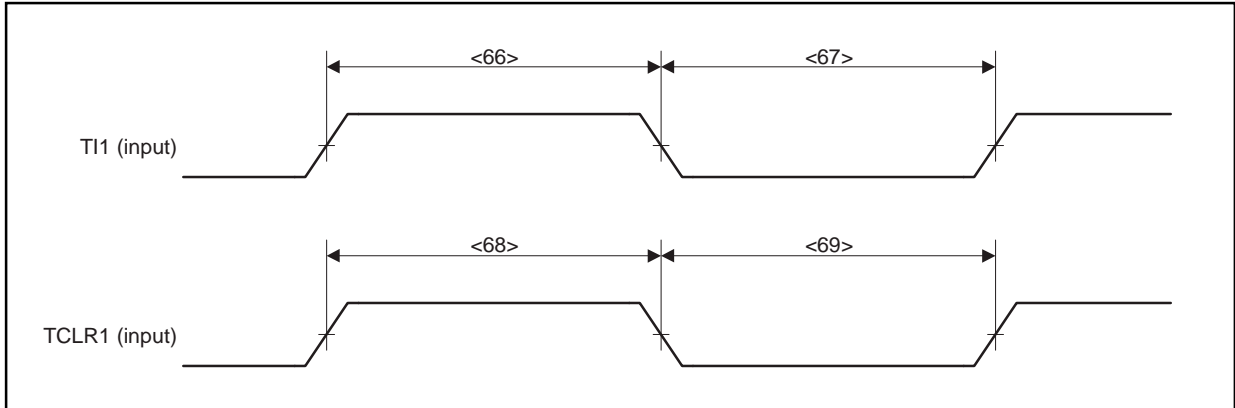 <66>
<67>
TI1 (input)
<68>
<69>
TCLR1 (input)